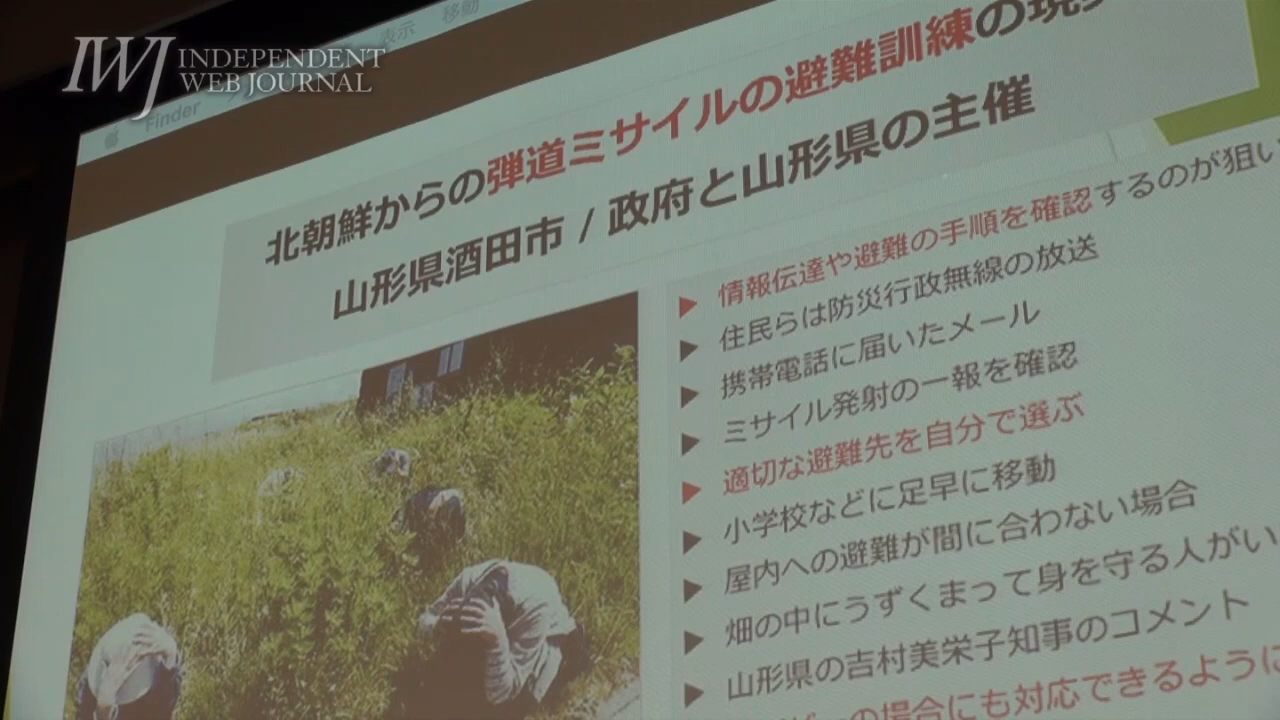 IWJ INDEPENDENT
WEB JOURNAL
Finder
表示 移動
北朝鮮からの弾道ミサイルの避難訓練の現実
山形県酒田市 / 政府と山形県の主催
情報伝達や避難の手順を確認するのが狙い
住民らは防災行政無線の放送
携帯電話に届いたメール
ミサイル発射の一報を確認
適切な避難先を自分で選ぶ
小学校などに足早に移動
屋内への避難が間に合わない場合
畑の中にうずくまって身を守る人がい
山形県の吉村美栄子知事のコメント
の場合にも対応できるように